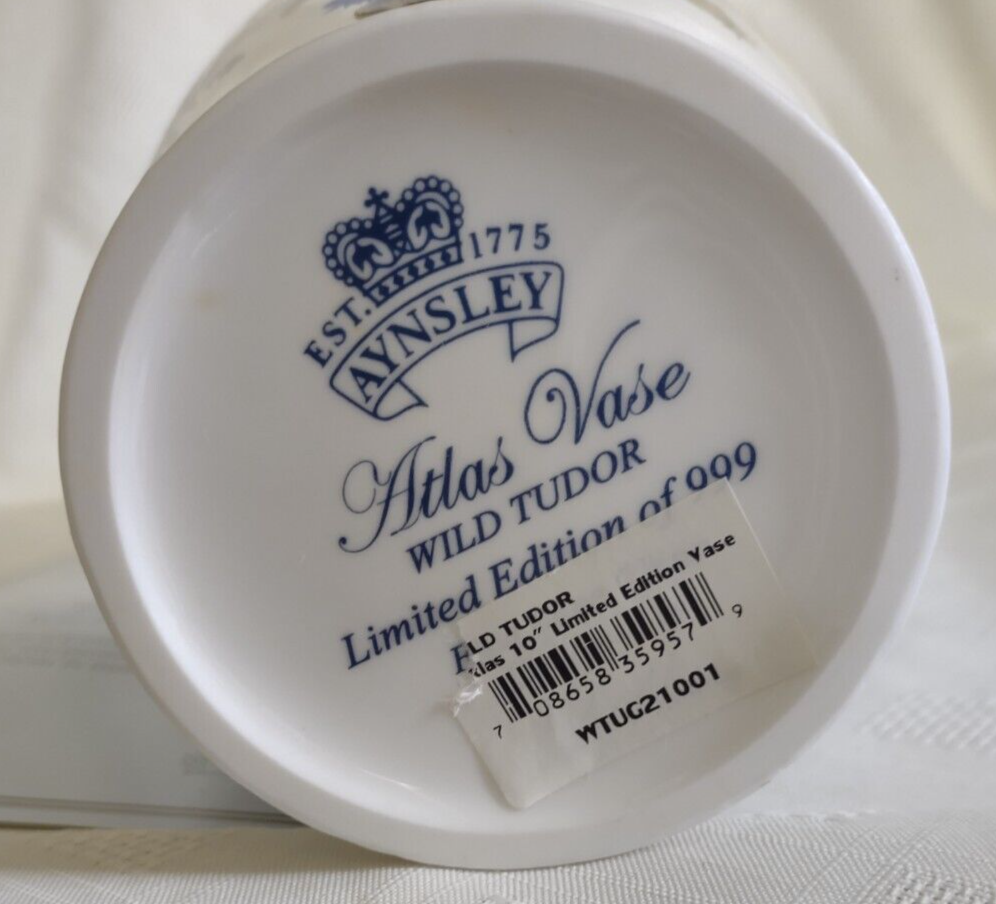 EST. 1775
AYNSLEY
Atlas Vase
WILD TUDOR
Limited Edition of 999
LD TUDOR
las 10" Limited Edition Vase
7 08658 35957 9
WTUG21001